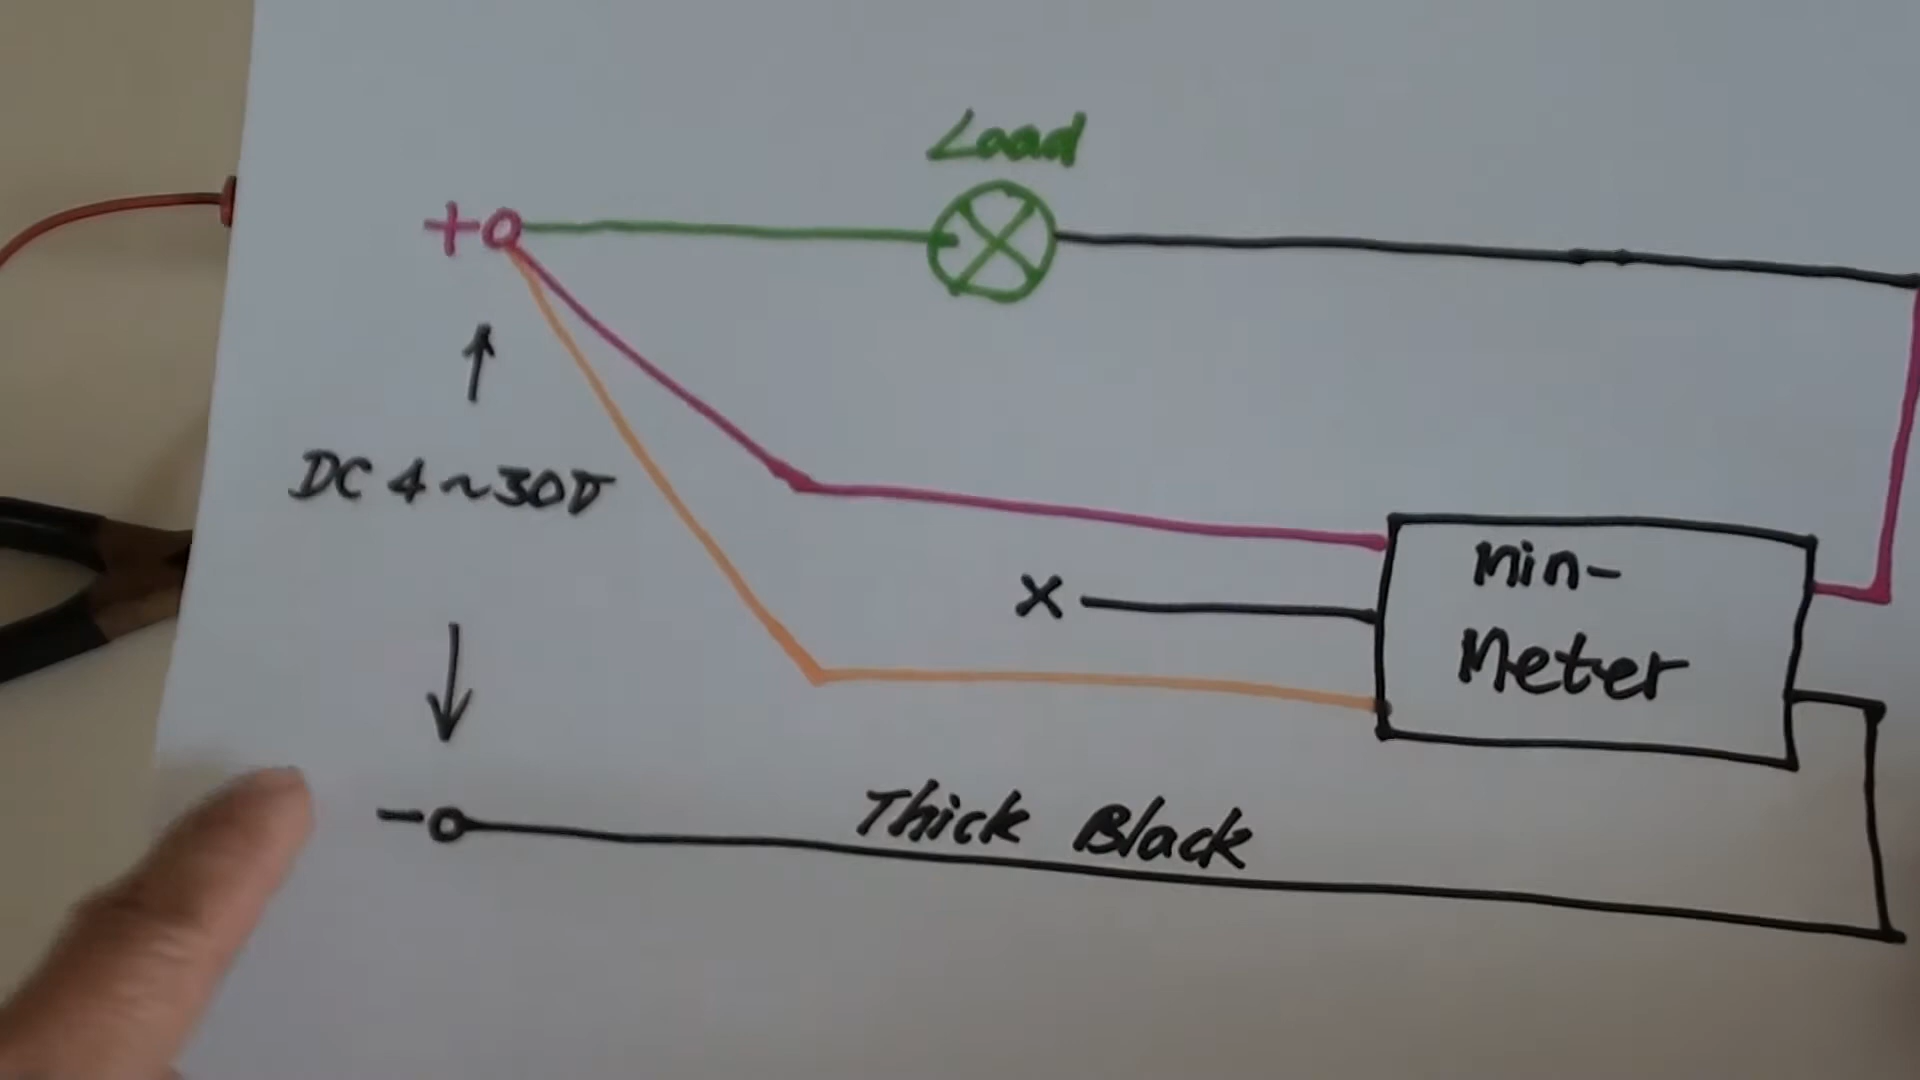 Load
+
DC 4~30V
X
Min-
Meter
-
Thick Black